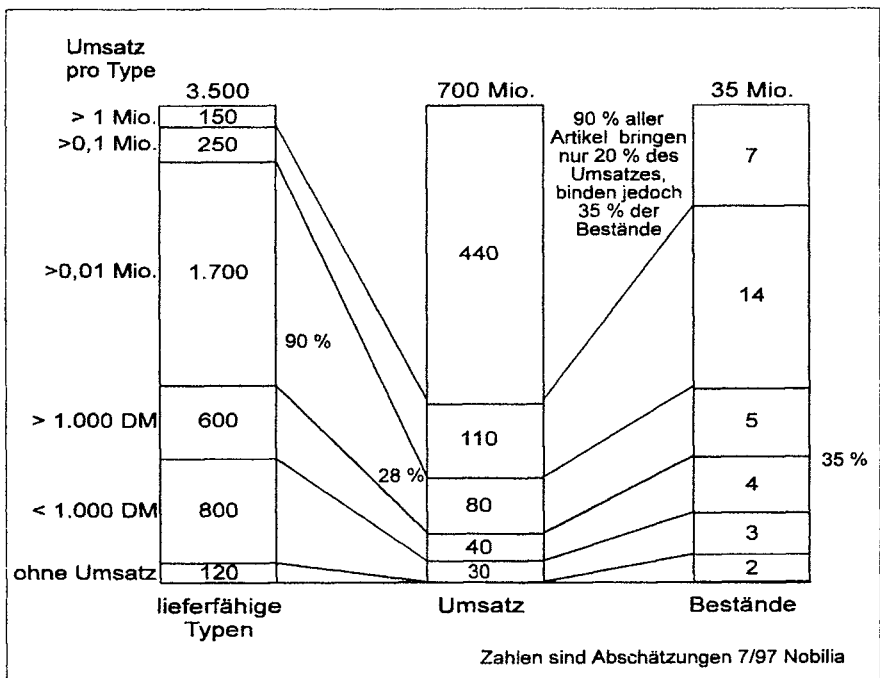 Umsatz
pro Type
3.500
700 Mio.
35 Mio.
> 1 Mio.
150
>0,1 Mio.
250
>0,01 Mio.
1.700
> 1.000 DM
600
< 1.000 DM
800
ohne Umsatz
120
90 %
28 %
440
110
80
40
30
90 % aller
Artikel bringen
nur 20 % des
Umsatzes,
binden jedoch
35 % der
Bestände
7
14
5
4
3
2
35 %
lieferfähige
Typen
Umsatz
Bestände
Zahlen sind Abschätzungen 7/97 Nobilia